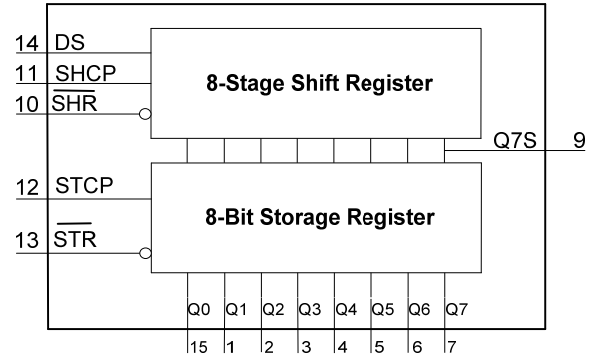 14 DS
11 SHCP
10 SHR
8-Stage Shift Register
Q7S 9
12 STCP
13 STR
8-Bit Storage Register
Q0 Q1 Q2 Q3 Q4 Q5 Q6 Q7
15 1 2 3 4 5 6 7